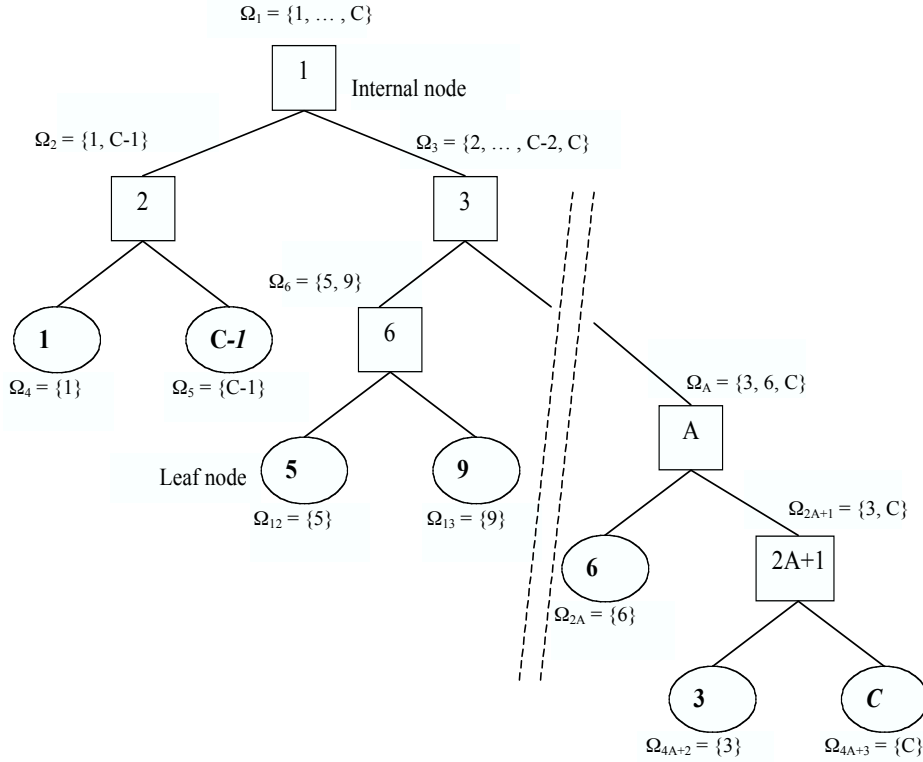 Ω₁ = {1, … , C}
1
Internal node
Ω₂ = {1, C-1}
Ω₃ = {2, … , C-2, C}
2
3
Ω₆ = {5, 9}
6
1
C-1
Ω₄ = {1}
Ω₅ = {C-1}
Ω_A = {3, 6, C}
A
Leaf node
5
9
Ω₁₂ = {5}
Ω₁₃ = {9}
Ω₂A₊₁ = {3, C}
6
2A+1
Ω₂A = {6}
3
C
Ω₄A₊₂ = {3}
Ω₄A₊₃ = {C}